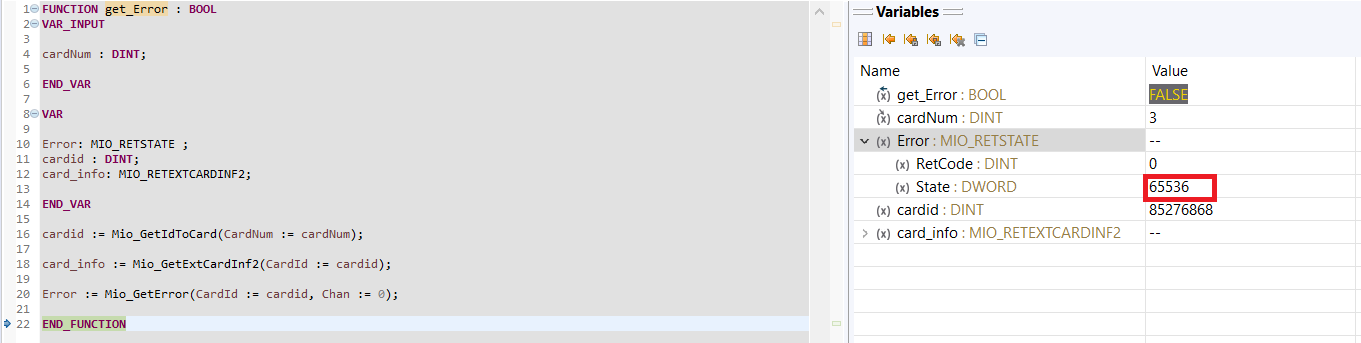 1 FUNCTION get_Error : BOOL
2 VAR_INPUT
3
4 cardNum : DINT;
5
6 END_VAR
7
8 VAR
9
10 Error: MIO_RETSTATE ;
11 cardid : DINT;
12 card_info: MIO_RETEXTCARDINF2;
13
14 END_VAR
15
16 cardid := Mio_GetIdToCard(CardNum := cardNum);
17
18 card_info := Mio_GetExtCardInf2(CardId := cardid);
19
20 Error := Mio_GetError(CardId := cardid, Chan := 0);
21
22 END_FUNCTION
Variables
Name Value
(x) get_Error : BOOL FALSE
(x) cardNum : DINT 3
(x) Error : MIO_RETSTATE --
(x) RetCode : DINT 0
(x) State : DWORD 65536
(x) cardid : DINT 85276868
(x) card_info : MIO_RETEXTCARDINF2 --